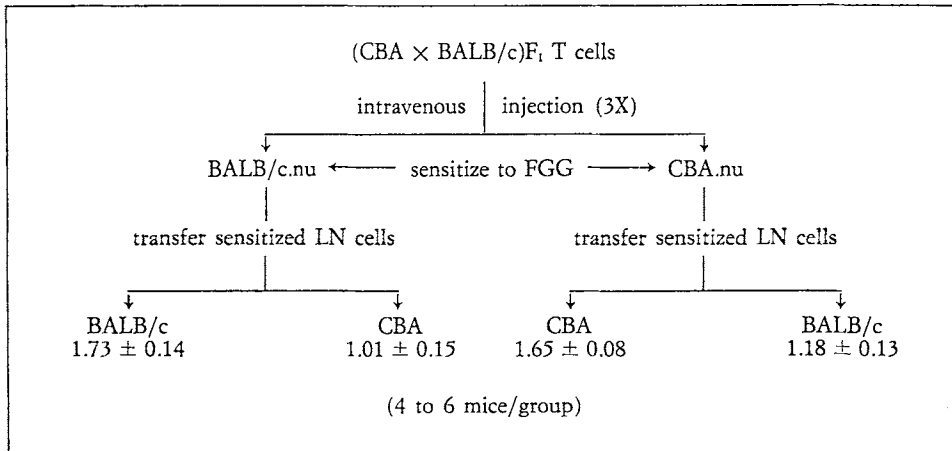 (CBA × BALB/c)F₁ T cells
intravenous injection (3X)
BALB/c.nu sensitize to FGG CBA.nu
transfer sensitized LN cells transfer sensitized LN cells
BALB/c CBA CBA BALB/c
1.73 ± 0.14 1.01 ± 0.15 1.65 ± 0.08 1.18 ± 0.13
(4 to 6 mice/group)